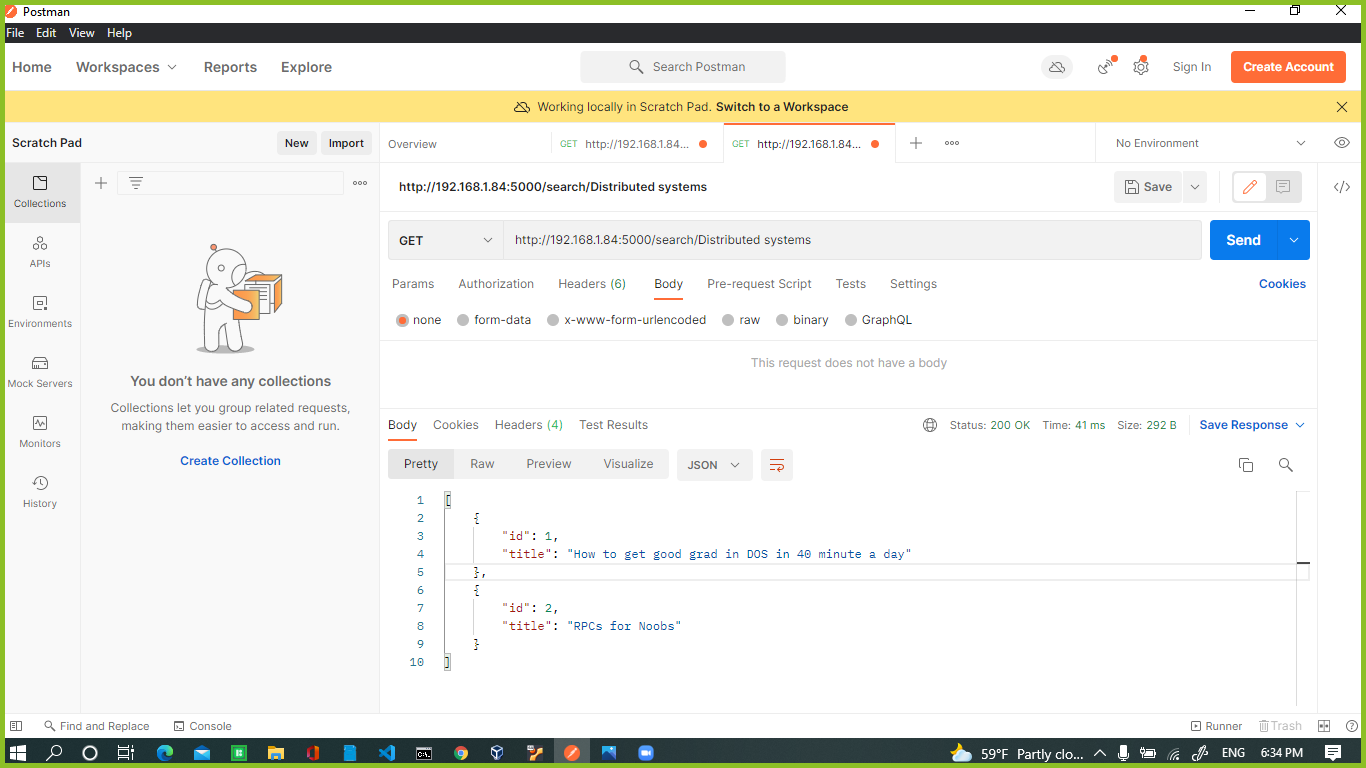 Postman
File Edit View Help
Home Workspaces Reports Explore Search Postman Sign In Create Account
Working locally in Scratch Pad. Switch to a Workspace
Scratch Pad New Import Overview GET http://192.168.1.84... GET http://192.168.1.84... No Environment
Collections
APIs
Environments
Mock Servers
Monitors
History
You don't have any collections
Collections let you group related requests,
making them easier to access and run.
Create Collection
http://192.168.1.84:5000/search/Distributed systems Save
GET http://192.168.1.84:5000/search/Distributed systems Send
Params Authorization Headers (6) Body Pre-request Script Tests Settings Cookies
none form-data x-www-form-urlencoded raw binary GraphQL
This request does not have a body
Body Cookies Headers (4) Test Results Status: 200 OK Time: 41 ms Size: 292 B Save Response
Pretty Raw Preview Visualize JSON
1 [
2 {
3 "id": 1,
4 "title": "How to get good grad in DOS in 40 minute a day"
5 },
6 {
7 "id": 2,
8 "title": "RPCs for Noobs"
9 }
10 ]
Find and Replace Console Runner Trash
59°F Partly clo... ENG 6:34 PM